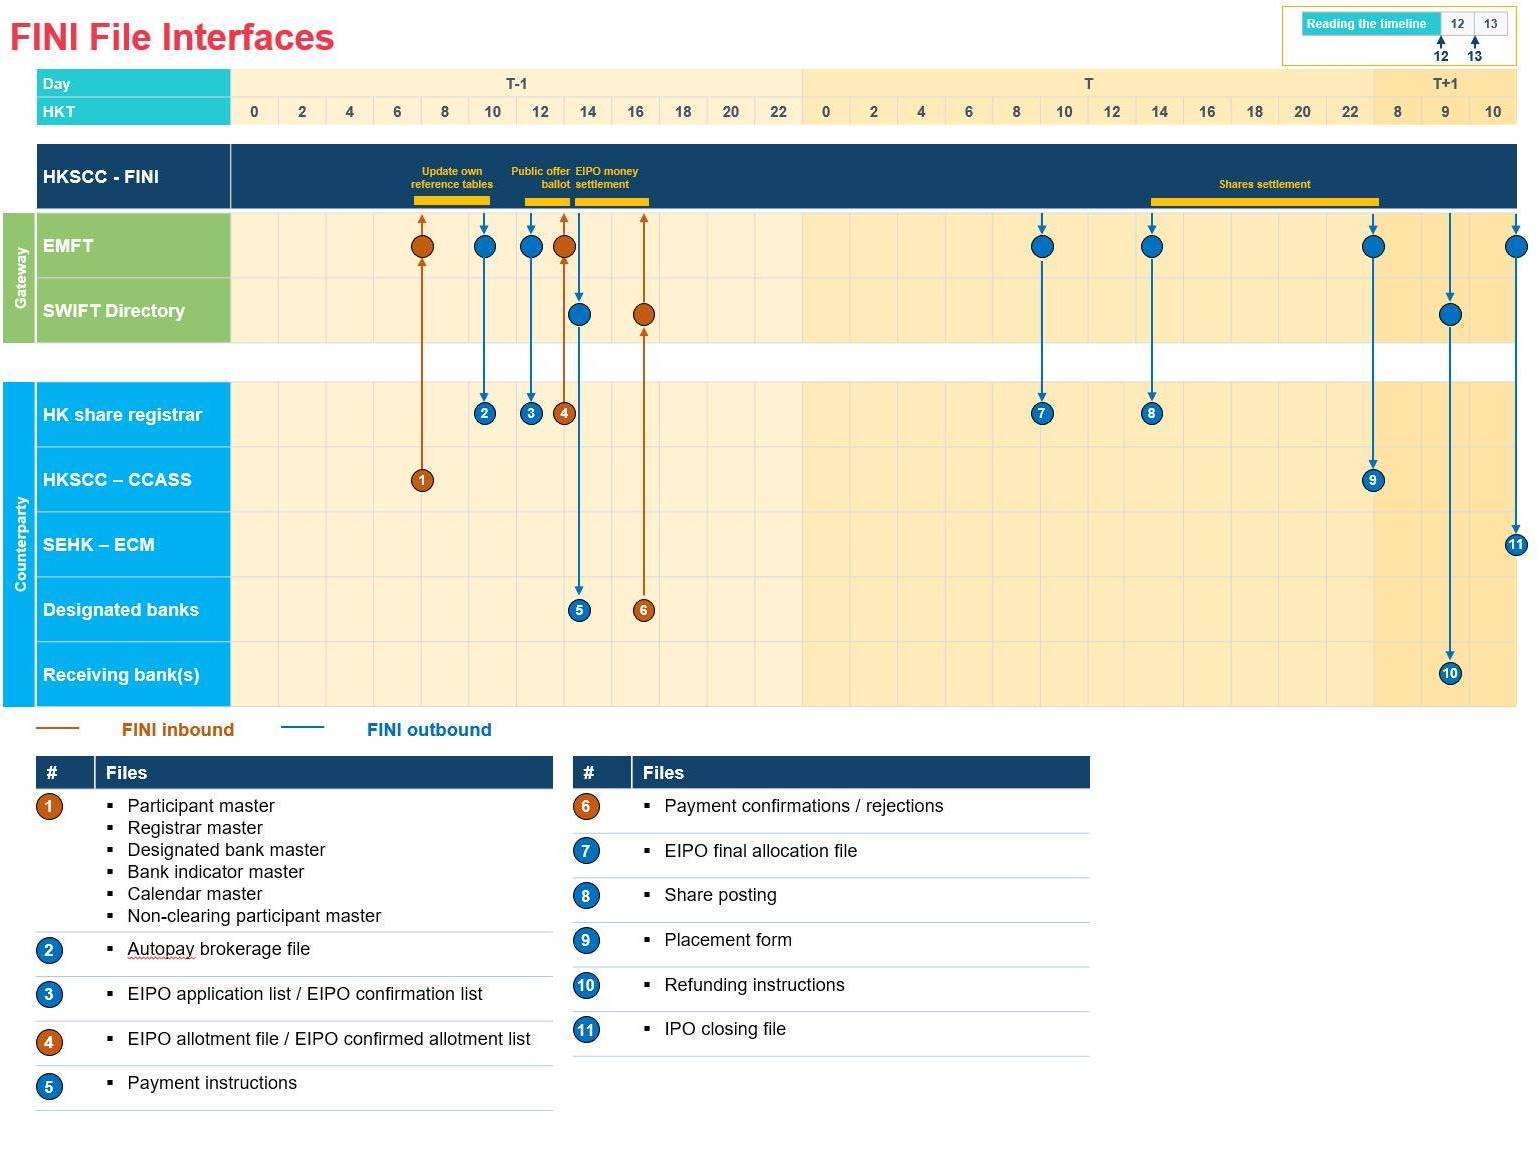 FINI File Interfaces
Reading the timeline 12 13
12 13
Day T-1 T T+1
HKT 0 2 4 6 8 10 12 14 16 18 20 22 0 2 4 6 8 10 12 14 16 18 20 22 8 9 10
HKSCC - FINI
Update own
reference tables
Public offer
ballot
EIPO money
settlement
Shares settlement
Gateway
EMFT
SWIFT Directory
Counterparty
HK share registrar 2 3 4 7 8
HKSCC – CCASS 1 9
SEHK – ECM 11
Designated banks 5 6
Receiving bank(s) 10
FINI inbound FINI outbound
# Files
1 ▪ Participant master
▪ Registrar master
▪ Designated bank master
▪ Bank indicator master
▪ Calendar master
▪ Non-clearing participant master
2 ▪ Autopay brokerage file
3 ▪ EIPO application list / EIPO confirmation list
4 ▪ EIPO allotment file / EIPO confirmed allotment list
5 ▪ Payment instructions
# Files
6 ▪ Payment confirmations / rejections
7 ▪ EIPO final allocation file
8 ▪ Share posting
9 ▪ Placement form
10 ▪ Refunding instructions
11 ▪ IPO closing file